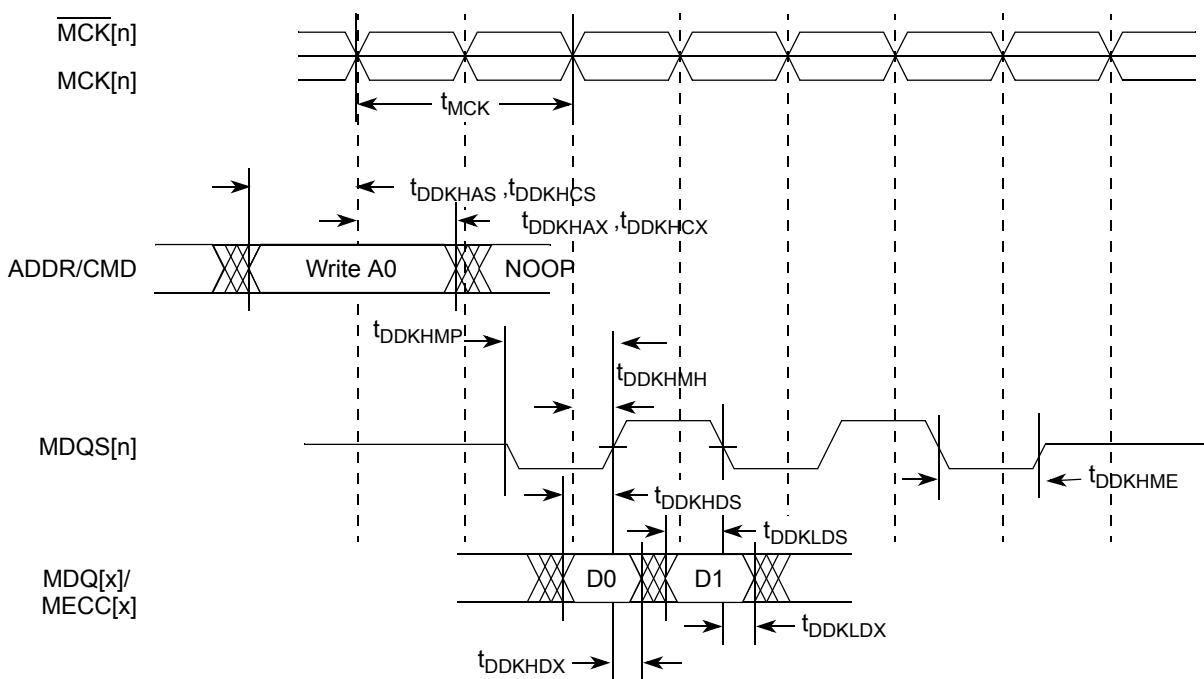 MCK[n]
MCK[n]
tMCK
tDDKHAS ,tDDKHCS
tDDKHAX ,tDDKHCX
ADDR/CMD
Write A0
NOOP
tDDKHMP
tDDKHMH
MDQS[n]
tDDKHME
tDDKHDS
tDDKLDS
MDQ[x]/
MECC[x]
D0
D1
tDDKLDX
tDDKHDX